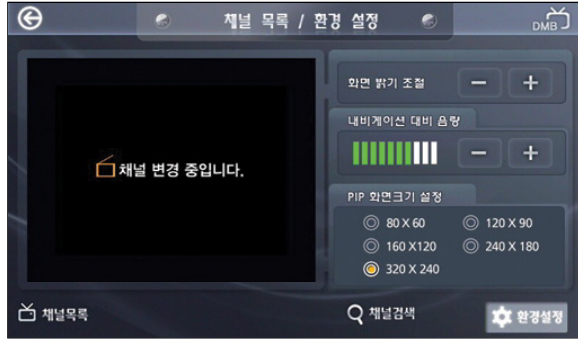 채널 목록 / 환경 설정
DMB
화면 밝기 조절
내비게이션 대비 음량
채널 변경 중입니다.
PIP 화면크기 설정
80 X 60
120 X 90
160 X120
240 X 180
320 X 240
채널목록
채널검색
환경설정